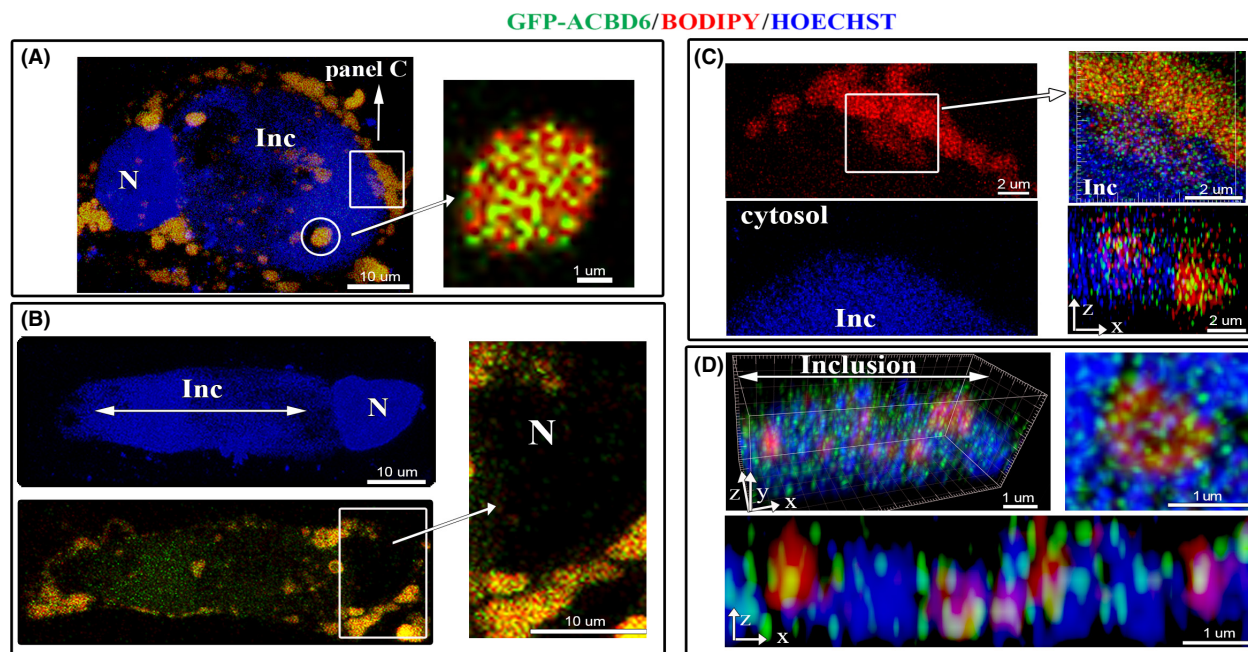 GFP-ACBD6/BODIPY/HOECHST
(A)
panel C
Inc
N
10 um
1 um
(B)
Inc
N
10 um
N
10 um
(C)
2 um
Inc
2 um
cytosol
Inc
z
x
2 um
(D)
Inclusion
z
y
x
1 um
1 um
z
x
1 um